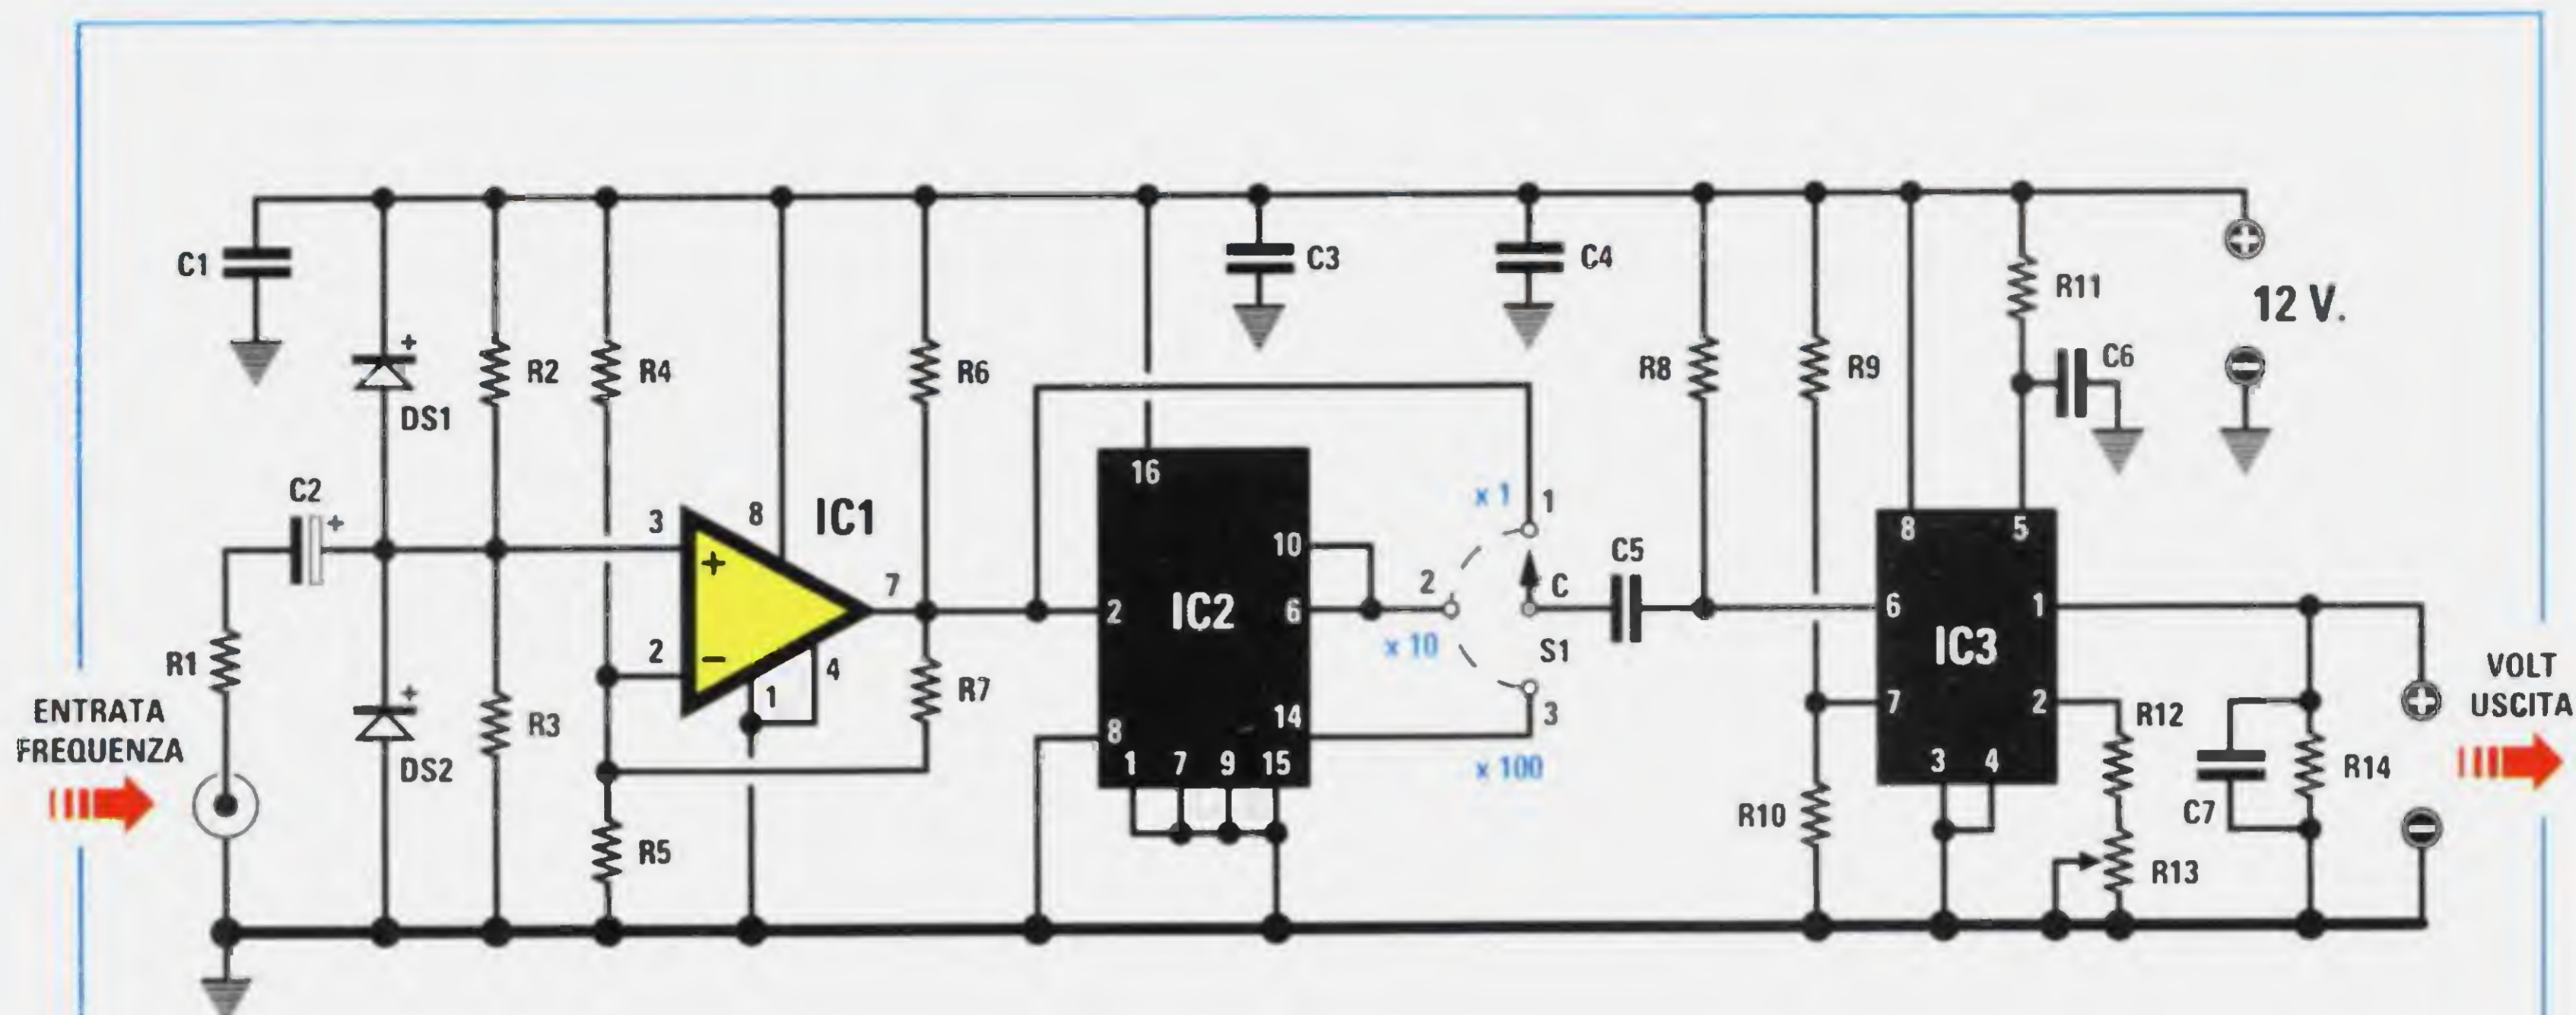 C1
C3
C4
R11
12 V.
+
DS1
R2
R4
R6
R8
R9
C6
16
C2
+
3
8
IC1
x 1
1
8
5
+
10
2
C5
7
C
2
IC2
6
6
1
R1
2
−
4
x 10
S1
IC3
1
R7
ENTRATA
FREQUENZA
+
DS2
R3
8
14
3
7
2
R12
VOLT
USCITA
+
1 7 9 15
x 100
3 4
R14
C7
R10
−
R5
R13
+
−